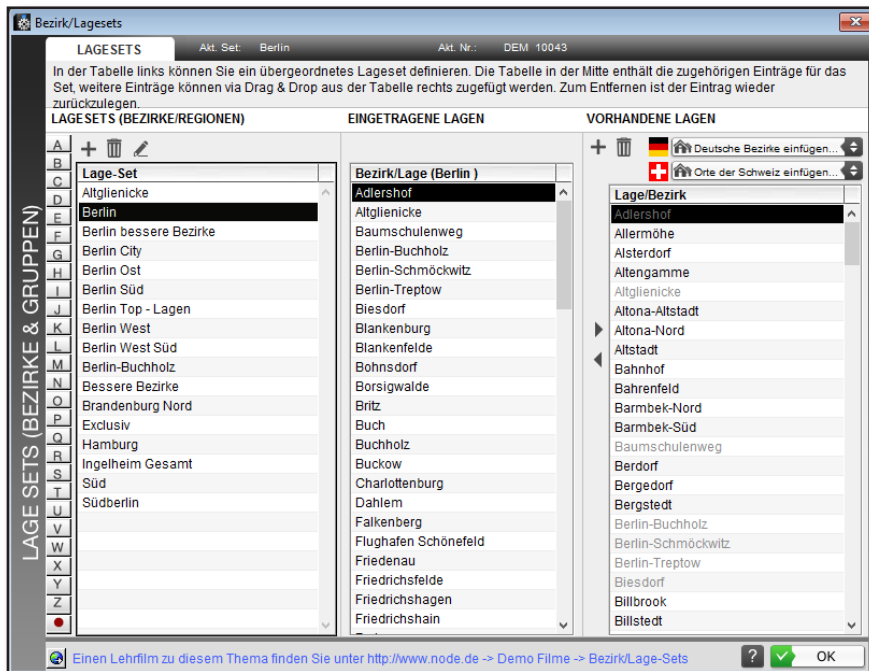 Bezirk/Lagesets
LAGESETS Akt. Set: Berlin Akt. Nr.: DEM 10043
In der Tabelle links können Sie ein übergeordnetes Lageset definieren. Die Tabelle in der Mitte enthält die zugehörigen Einträge für das
Set, weitere Einträge können via Drag & Drop aus der Tabelle rechts zugefügt werden. Zum Entfernen ist der Eintrag wieder
zurückzulegen.
LAGE SETS (BEZIRKE & GRUPPEN)
LAGESETS (BEZIRKE/REGIONEN)
A
B
C
D
E
F
G
H
I
J
K
L
M
N
O
P
Q
R
S
T
U
V
W
X
Y
Z
Lage-Set
Altglienicke
Berlin
Berlin bessere Bezirke
Berlin City
Berlin Ost
Berlin Süd
Berlin Top - Lagen
Berlin West
Berlin West Süd
Berlin-Buchholz
Bessere Bezirke
Brandenburg Nord
Exclusiv
Hamburg
Ingelheim Gesamt
Süd
Südberlin
EINGETRAGENE LAGEN
Bezirk/Lage (Berlin )
Adlershof
Altglienicke
Baumschulenweg
Berlin-Buchholz
Berlin-Schmöckwitz
Berlin-Treptow
Biesdorf
Blankenburg
Blankenfelde
Bohnsdorf
Borsigwalde
Britz
Buch
Buchholz
Buckow
Charlottenburg
Dahlem
Falkenberg
Flughafen Schönefeld
Friedenau
Friedrichsfelde
Friedrichshagen
Friedrichshain
VORHANDENE LAGEN
Deutsche Bezirke einfügen...
Orte der Schweiz einfügen...
Lage/Bezirk
Adlershof
Allermöhe
Alsterdorf
Altengamme
Altglienicke
Altona-Altstadt
Altona-Nord
Altstadt
Bahnhof
Bahrenfeld
Barmbek-Nord
Barmbek-Süd
Baumschulenweg
Berdorf
Bergedorf
Bergstedt
Berlin-Buchholz
Berlin-Schmöckwitz
Berlin-Treptow
Biesdorf
Billbrook
Billstedt
Einen Lehrfilm zu diesem Thema finden Sie unter http://www.node.de -> Demo Filme -> Bezirk/Lage-Sets
? OK